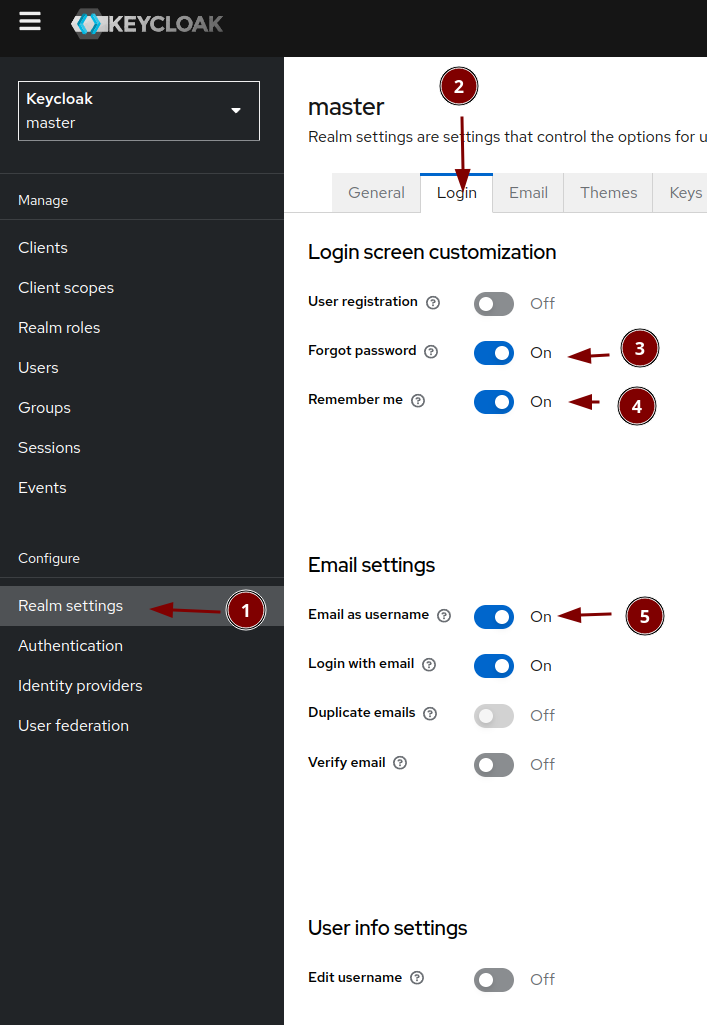 KEYCLOAK
Keycloak
master
Manage
Clients
Client scopes
Realm roles
Users
Groups
Sessions
Events
Configure
Realm settings
1
Authentication
Identity providers
User federation
2
master
Realm settings are settings that control the options for u
General Login Email Themes Keys
Login screen customization
User registration ? Off
Forgot password ? On 3
Remember me ? On 4
Email settings
Email as username ? On 5
Login with email ? On
Duplicate emails ? Off
Verify email ? Off
User info settings
Edit username ? Off